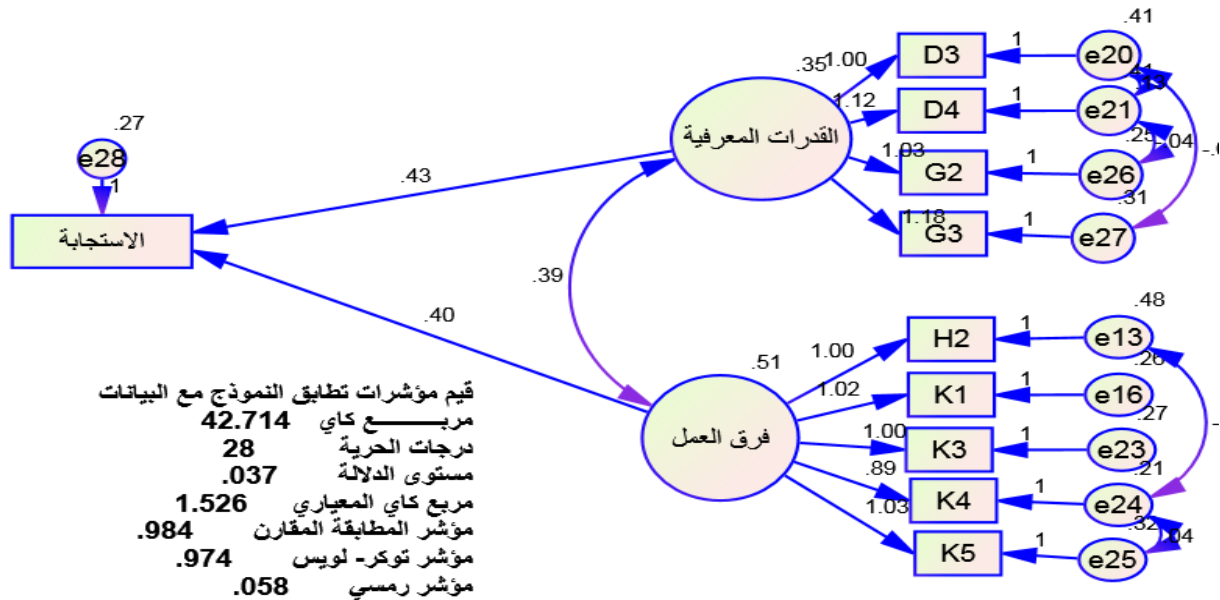 .41
.35
1.00
D3
1
e20
1.12
D4
1
e21
.27
القدرات المعرفية
.25
.04
e28
1
.43
1.03
G2
1
e26
.31
الاستجابة
1.18
G3
1
e27
.39
.40
.48
.51
1.00
H2
1
e13
.26
1.02
K1
1
e16
.27
فرق العمل
1.00
K3
1
e23
.21
.89
K4
1
e24
.32
.04
1.03
K5
1
e25
قيم مؤشرات تطابق النموذج مع البيانات
مربــــــــع كاي 42.714
درجات الحرية 28
مستوى الدلالة .037
مربع كاي المعياري 1.526
مؤشر المطابقة المقارن .984
مؤشر توكر- لويس .974
مؤشر رمسي .058